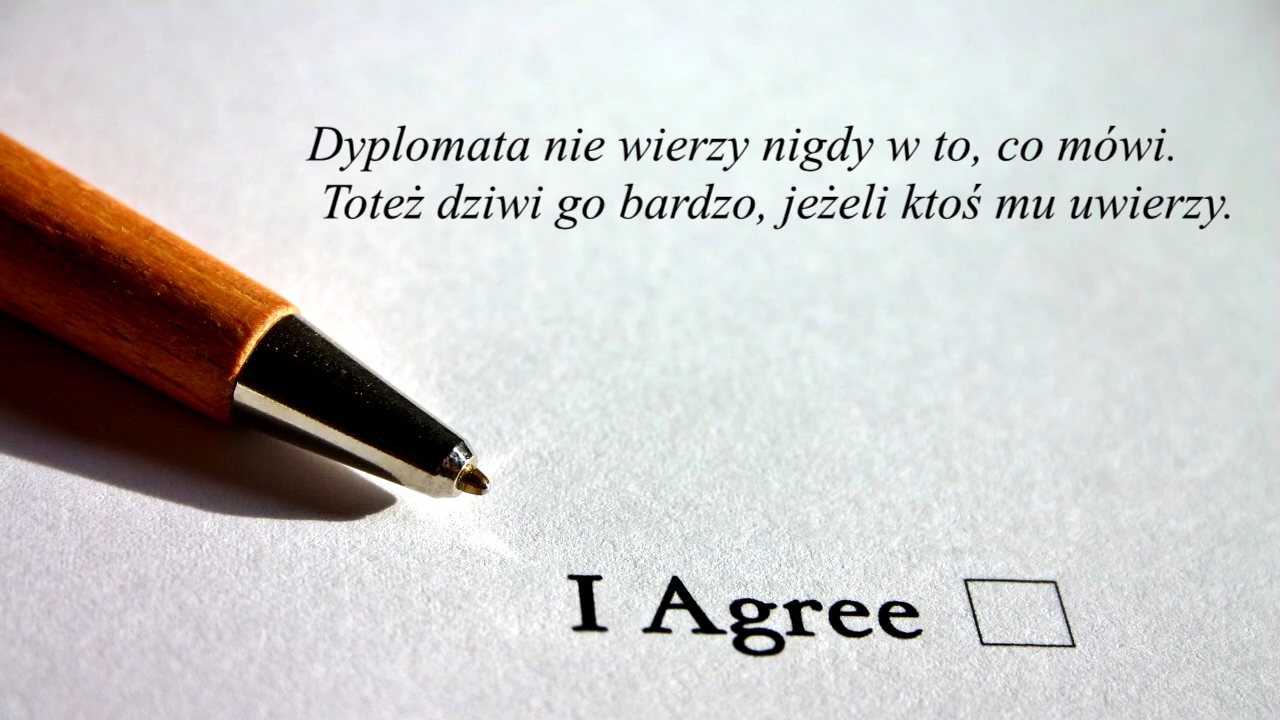 Dyplomata nie wierzy nigdy w to, co mówi.
Toteż dziwi go bardzo, jeżeli ktoś mu uwierzy.
I Agree